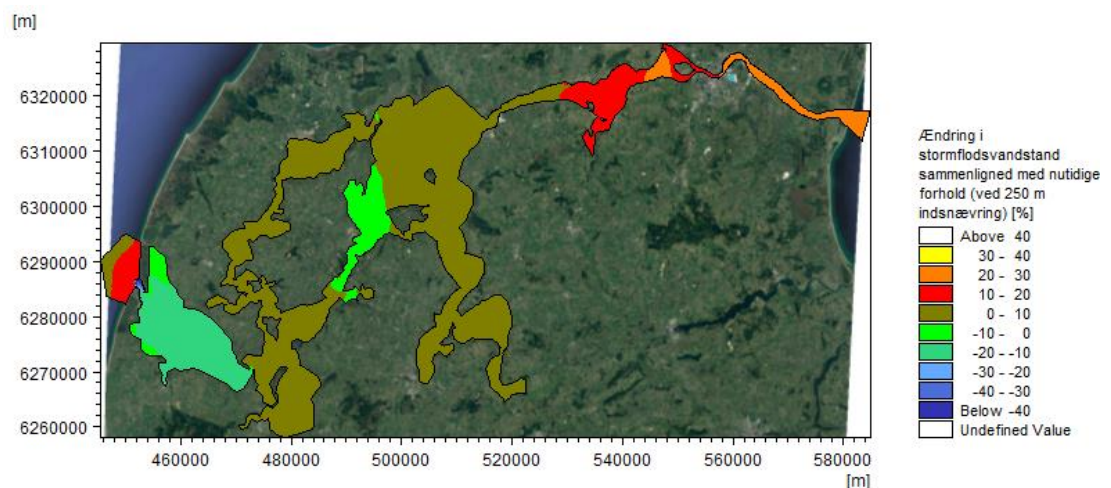 [m]
6320000
6310000
6300000
6290000
6280000
6270000
6260000
460000 480000 500000 520000 540000 560000 580000
[m]
Ændring i
stormflodsvandstand
sammenligned med nutidige
forhold (ved 250 m
indsnævring) [%]
Above 40
30 - 40
20 - 30
10 - 20
0 - 10
-10 - 0
-20 - -10
-30 - -20
-40 - -30
Below -40
Undefined Value